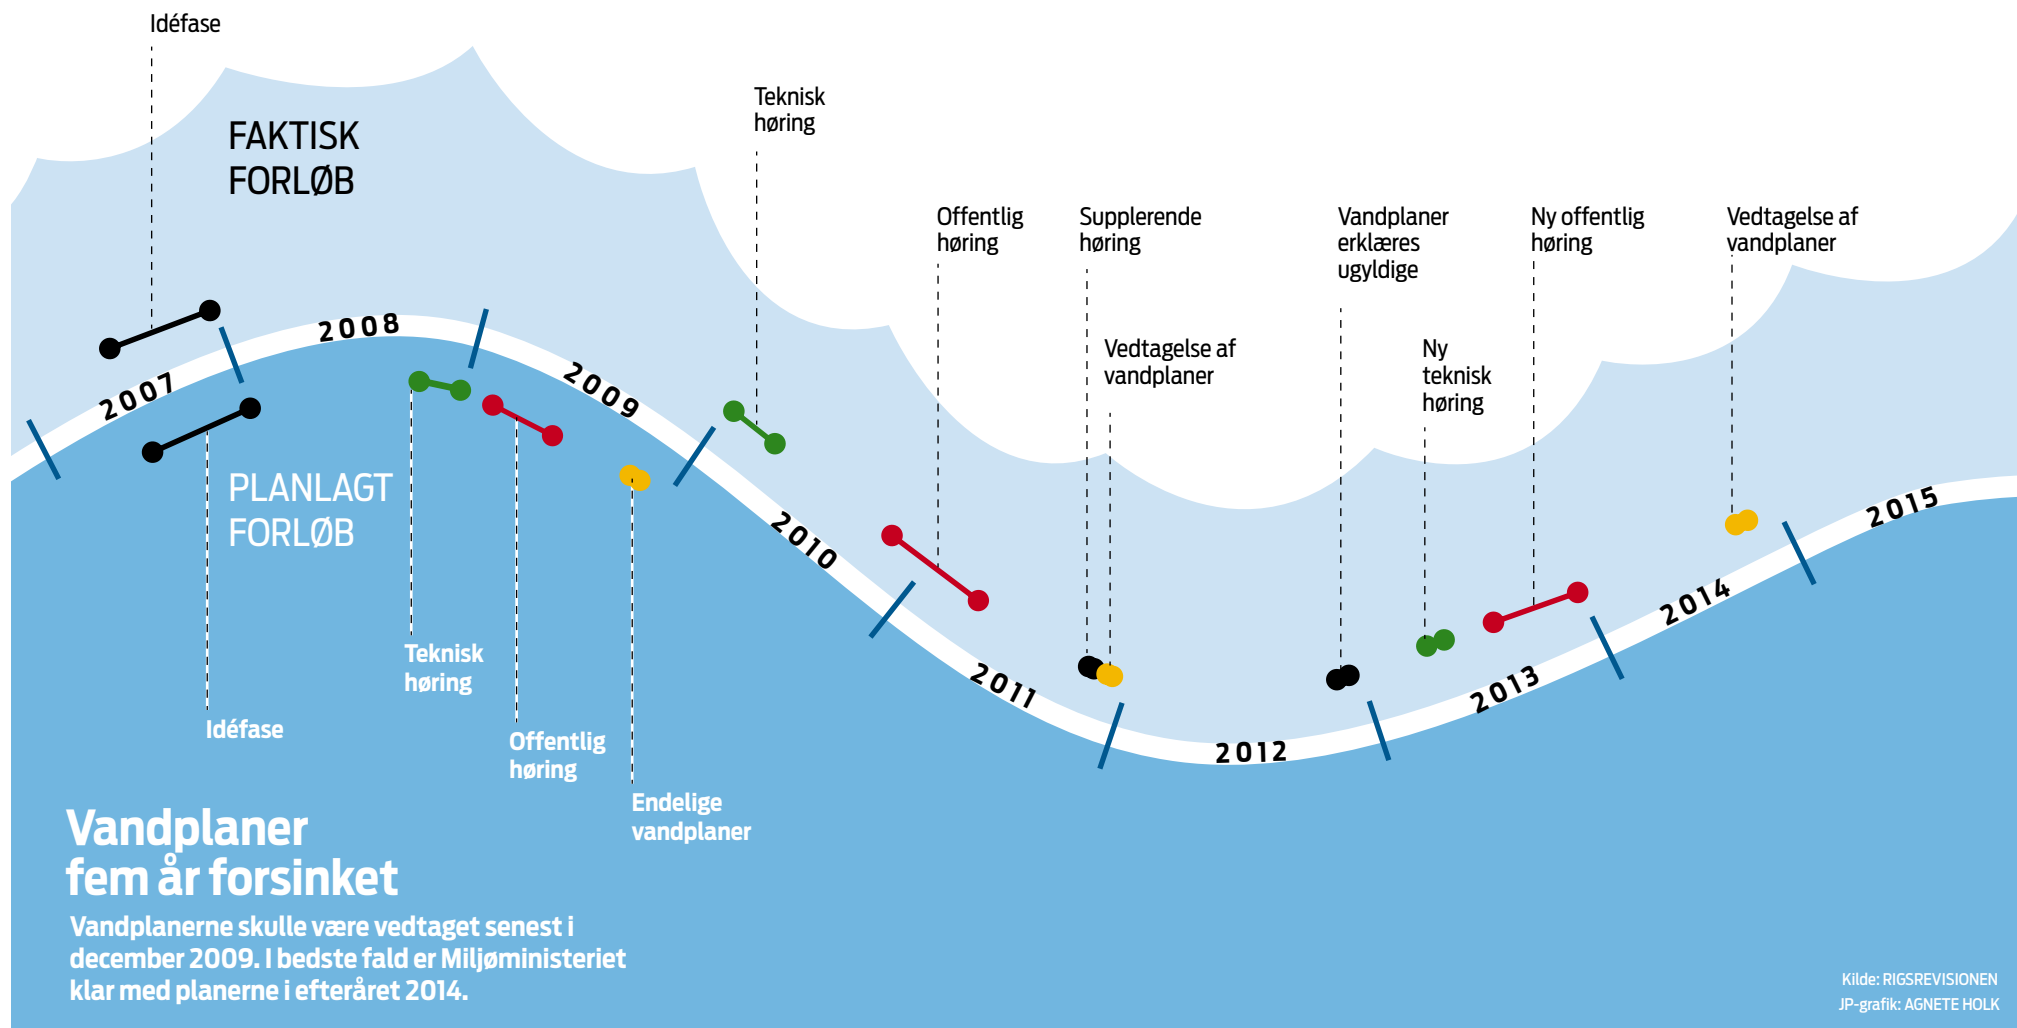 Idéfase
FAKTISK
FORLØB
Teknisk
høring
Offentlig
høring
Supplerende
høring
Vedtagelse af
vandplaner
Vandplaner
erklæres
ugyldige
Ny
teknisk
høring
Ny offentlig
høring
Vedtagelse af
vandplaner
2007
2008
2009
2010
2011
2012
2013
2014
2015
PLANLAGT
FORLØB
Idéfase
Teknisk
høring
Offentlig
høring
Endelige
vandplaner
Vandplaner
fem år forsinket
Vandplanerne skulle være vedtaget senest i
december 2009. I bedste fald er Miljøministeriet
klar med planerne i efteråret 2014.
Kilde: RIGSREVISIONEN
JP-grafik: AGNETE HOLK